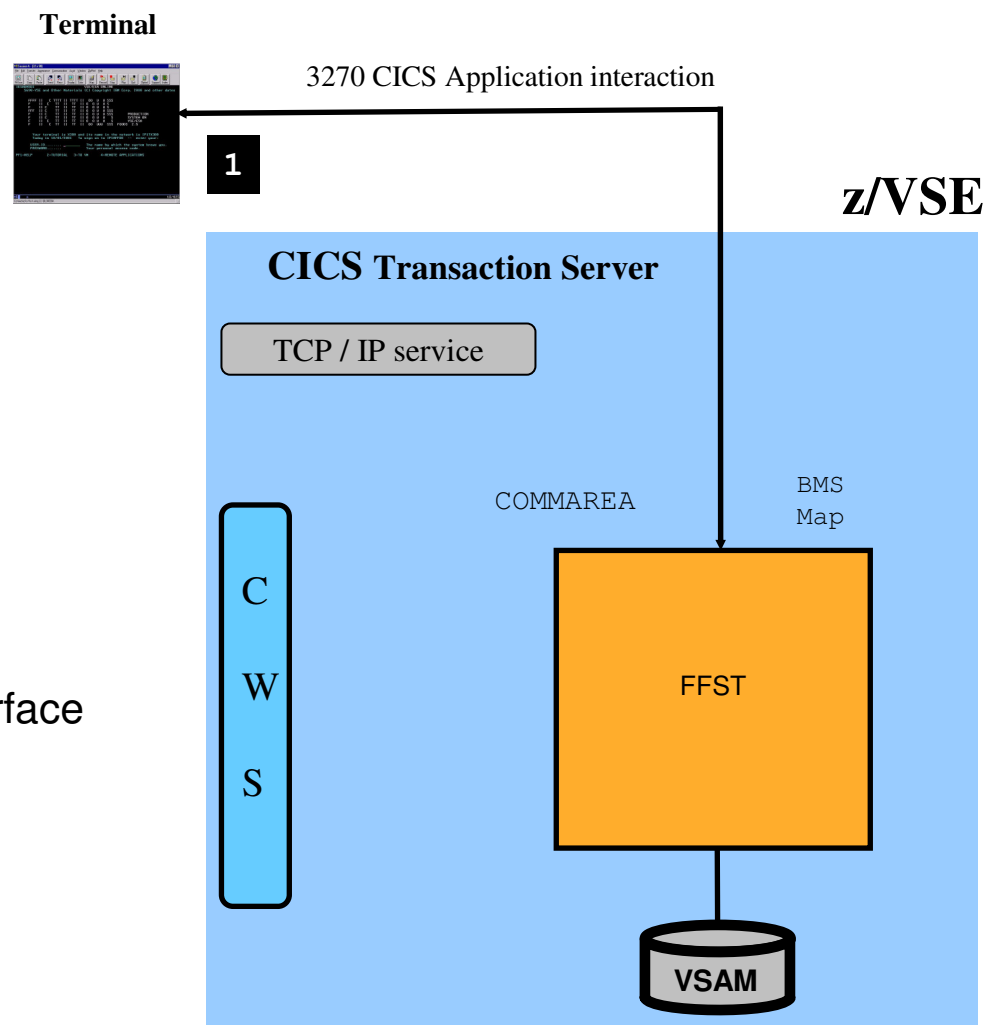 Terminal
3270 CICS Application interaction
1
z/VSE
CICS Transaction Server
TCP / IP service
COMMAREA
BMS
Map
C
W
S
rface
FFST
VSAM